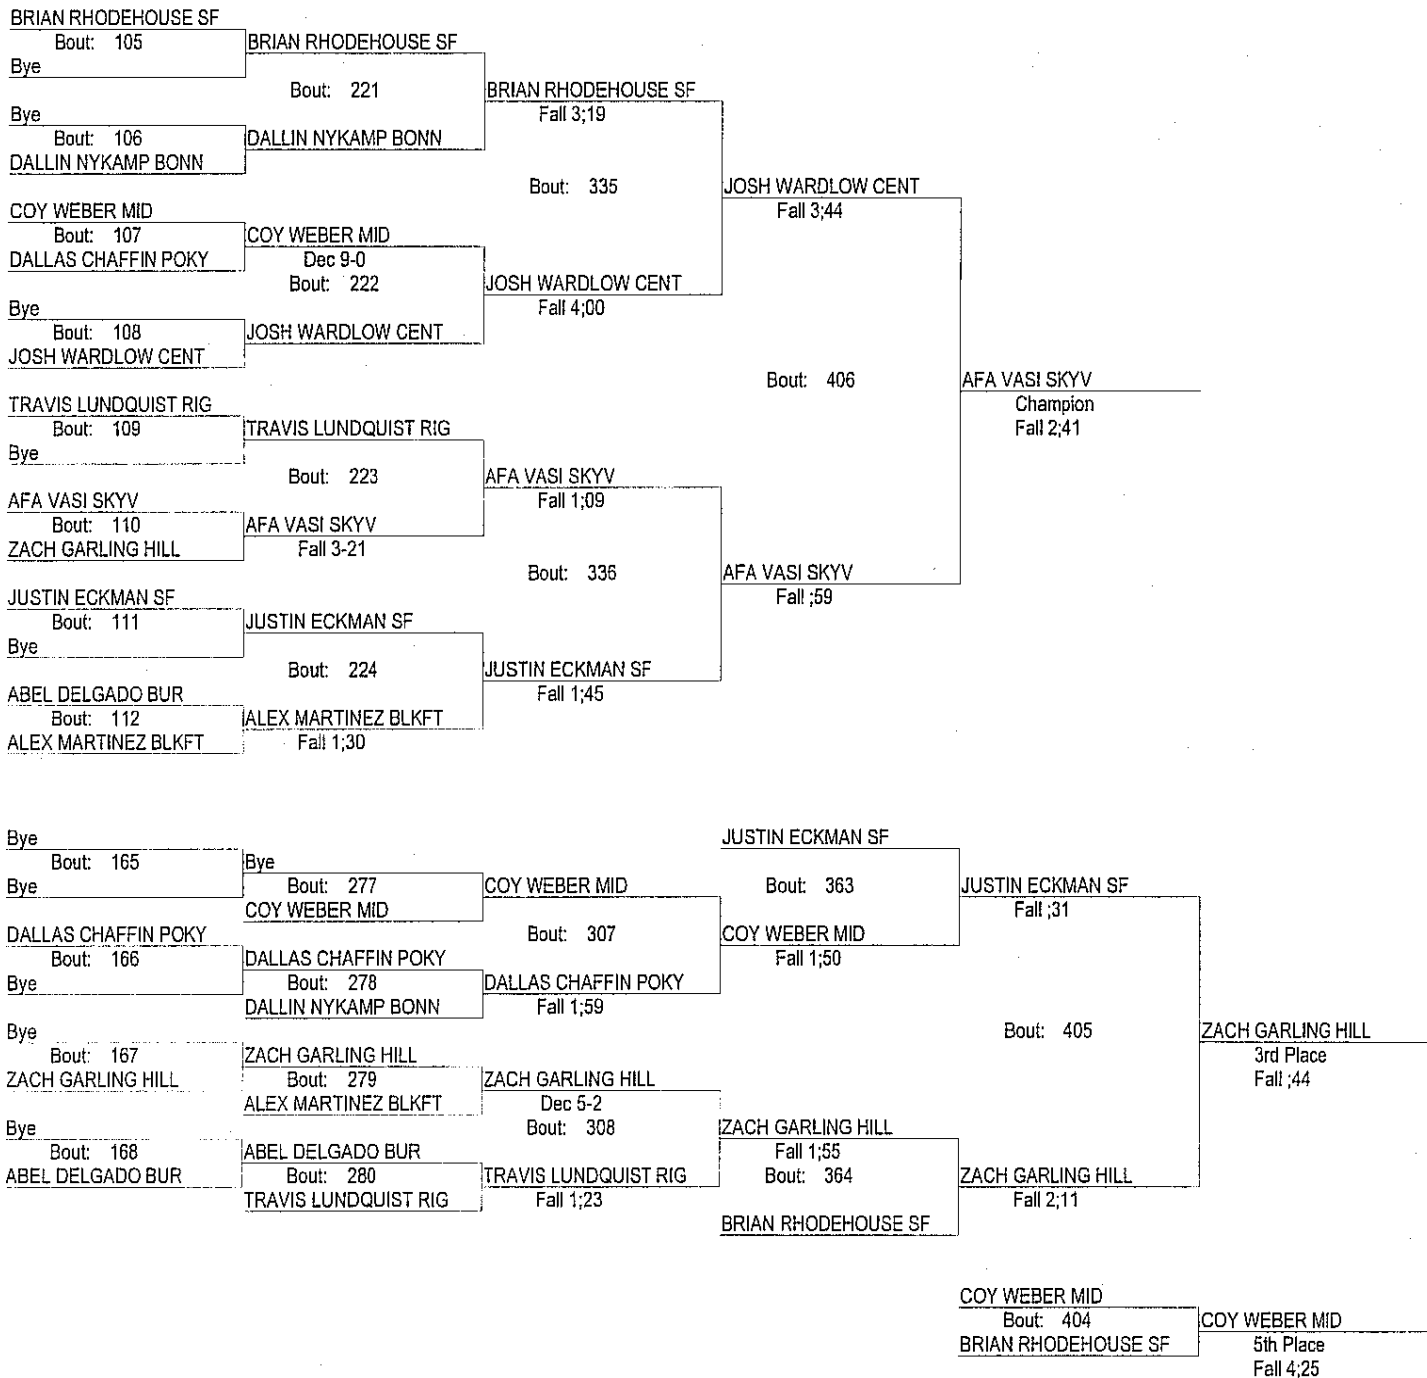 BRIAN RHODEHOUSE SF
Bout: 105
Bye
BRIAN RHODEHOUSE SF
Bout: 221
Bye
Bout: 106
DALLIN NYKAMP BONN
DALLIN NYKAMP BONN
BRIAN RHODEHOUSE SF
Fall 3;19
Bout: 335
COY WEBER MID
Bout: 107
DALLAS CHAFFIN POKY
COY WEBER MID
Dec 9-0
Bout: 222
Bye
Bout: 108
JOSH WARDLOW CENT
JOSH WARDLOW CENT
JOSH WARDLOW CENT
Fall 4;00
JOSH WARDLOW CENT
Fall 3;44
Bout: 406
TRAVIS LUNDQUIST RIG
Bout: 109
Bye
TRAVIS LUNDQUIST RIG
Bout: 223
AFA VASI SKYV
Bout: 110
ZACH GARLING HILL
AFA VASI SKYV
Fall 3-21
AFA VASI SKYV
Fall 1;09
Bout: 336
JUSTIN ECKMAN SF
Bout: 111
Bye
JUSTIN ECKMAN SF
Bout: 224
ABEL DELGADO BUR
Bout: 112
ALEX MARTINEZ BLKFT
ALEX MARTINEZ BLKFT
Fall 1;30
JUSTIN ECKMAN SF
Fall 1;45
AFA VASI SKYV
Fall ;59
AFA VASI SKYV
Champion
Fall 2;41
Bye
Bout: 165
Bye
Bye
Bout: 277
COY WEBER MID
COY WEBER MID
Bout: 307
DALLAS CHAFFIN POKY
Bout: 166
Bye
DALLAS CHAFFIN POKY
Bout: 278
DALLIN NYKAMP BONN
DALLAS CHAFFIN POKY
Fall 1;59
JUSTIN ECKMAN SF
Bout: 363
COY WEBER MID
Fall 1;50
JUSTIN ECKMAN SF
Fall ;31
Bout: 405
Bye
Bout: 167
ZACH GARLING HILL
ZACH GARLING HILL
Bout: 279
ALEX MARTINEZ BLKFT
ZACH GARLING HILL
Dec 5-2
Bout: 308
Bye
Bout: 168
ABEL DELGADO BUR
ABEL DELGADO BUR
Bout: 280
TRAVIS LUNDQUIST RIG
TRAVIS LUNDQUIST RIG
Fall 1;23
ZACH GARLING HILL
Fall 1;55
Bout: 364
BRIAN RHODEHOUSE SF
ZACH GARLING HILL
Fall 2;11
ZACH GARLING HILL
3rd Place
Fall ;44
COY WEBER MID
Bout: 404
BRIAN RHODEHOUSE SF
COY WEBER MID
5th Place
Fall 4;25